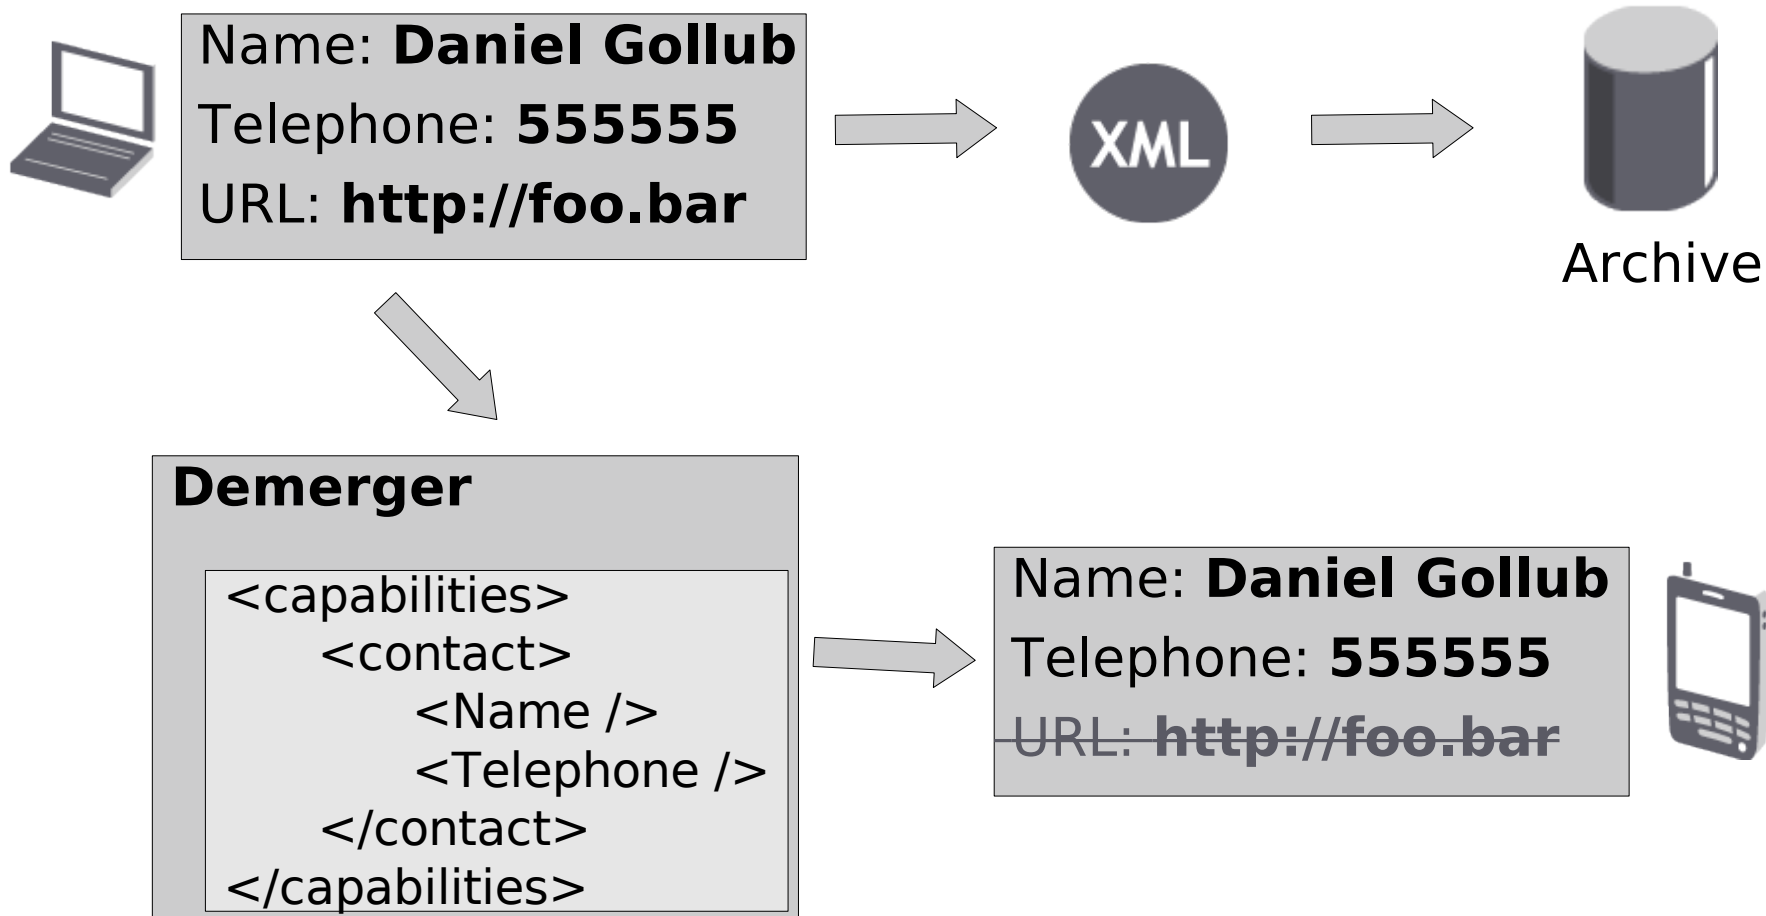 Name: Daniel Gollub
Telephone: 555555
URL: http://foo.bar
XML
Archive
Demerger
<capabilities>
<contact>
<Name />
<Telephone />
</contact>
</capabilities>
Name: Daniel Gollub
Telephone: 555555
URL: http://foo.bar